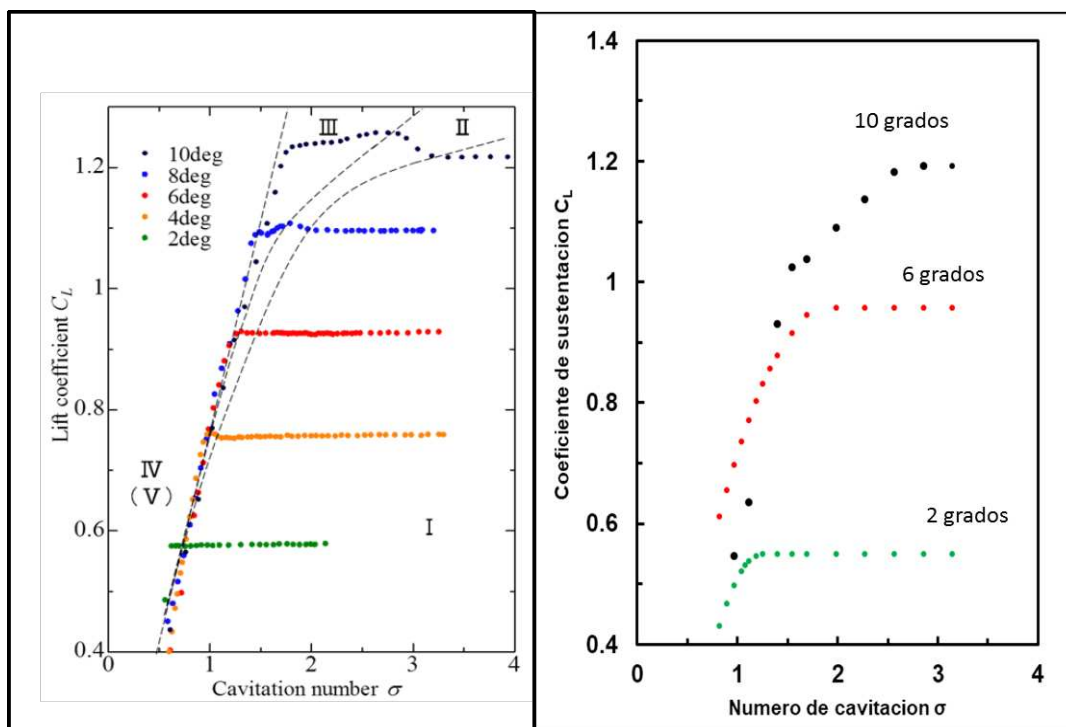 III
II
1.2
10deg
8deg
6deg
4deg
2deg
1
Lift coefficient C_L
0.8
IV
(V)
0.6
I
0.4
0 1 2 3 4
Cavitation number σ
1.4
10 grados
1.2
6 grados
1
Coeficiente de sustentacion C_L
0.8
2 grados
0.6
0.4
0 1 2 3 4
Numero de cavitacion σ